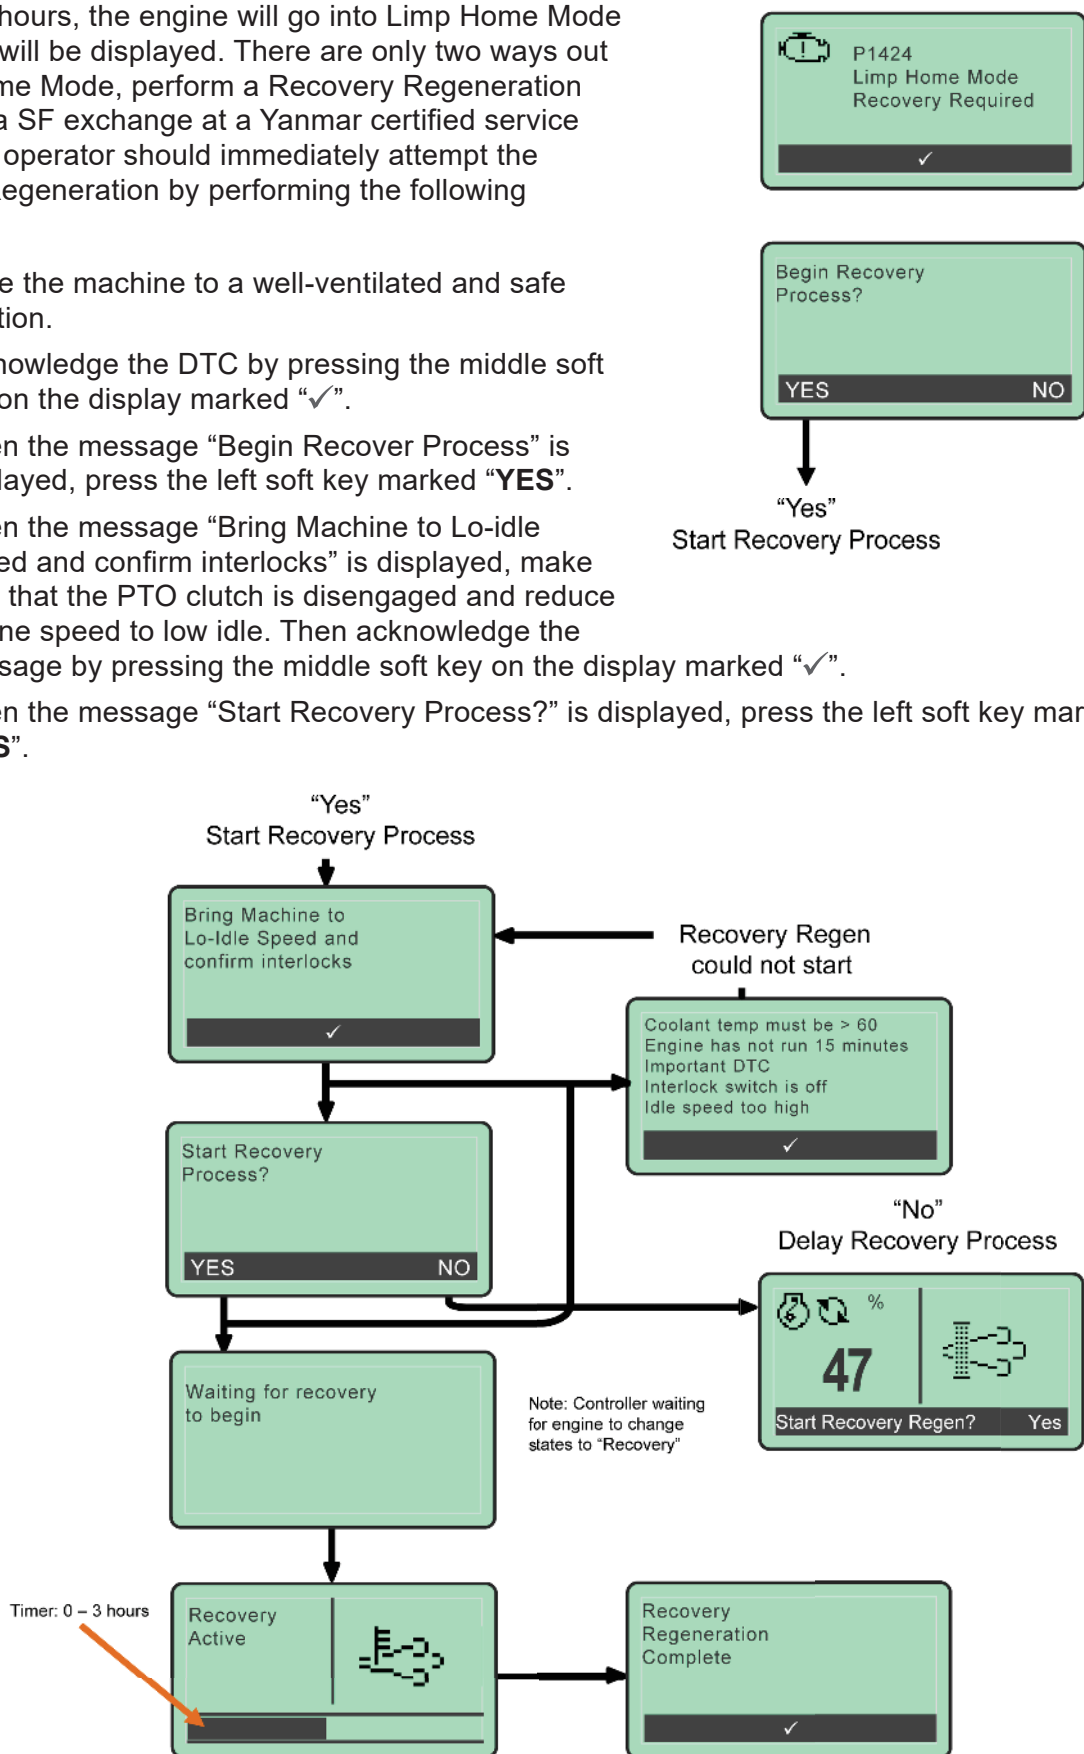 hours, the engine will go into Limp Home Mode
will be displayed. There are only two ways out
me Mode, perform a Recovery Regeneration
a SF exchange at a Yanmar certified service
operator should immediately attempt the
egeneration by performing the following
P1424
Limp Home Mode
Recovery Required
✓
e the machine to a well-ventilated and safe
tion.
nowledge the DTC by pressing the middle soft
on the display marked “✓”.
en the message “Begin Recover Process” is
layed, press the left soft key marked “YES”.
en the message “Bring Machine to Lo-idle
ed and confirm interlocks” is displayed, make
that the PTO clutch is disengaged and reduce
ne speed to low idle. Then acknowledge the
ssage by pressing the middle soft key on the display marked “✓”.
en the message “Start Recovery Process?” is displayed, press the left soft key mar
S”.
Begin Recovery
Process?
YES NO
“Yes”
Start Recovery Process
“Yes”
Start Recovery Process
Bring Machine to
Lo-Idle Speed and
confirm interlocks
✓
Recovery Regen
could not start
Coolant temp must be > 60
Engine has not run 15 minutes
Important DTC
Interlock switch is off
Idle speed too high
✓
Start Recovery
Process?
YES NO
“No”
Delay Recovery Process
%
47
Start Recovery Regen? Yes
Waiting for recovery
to begin
Note: Controller waiting
for engine to change
states to “Recovery”
Timer: 0 – 3 hours
Recovery
Active
Recovery
Regeneration
Complete
✓